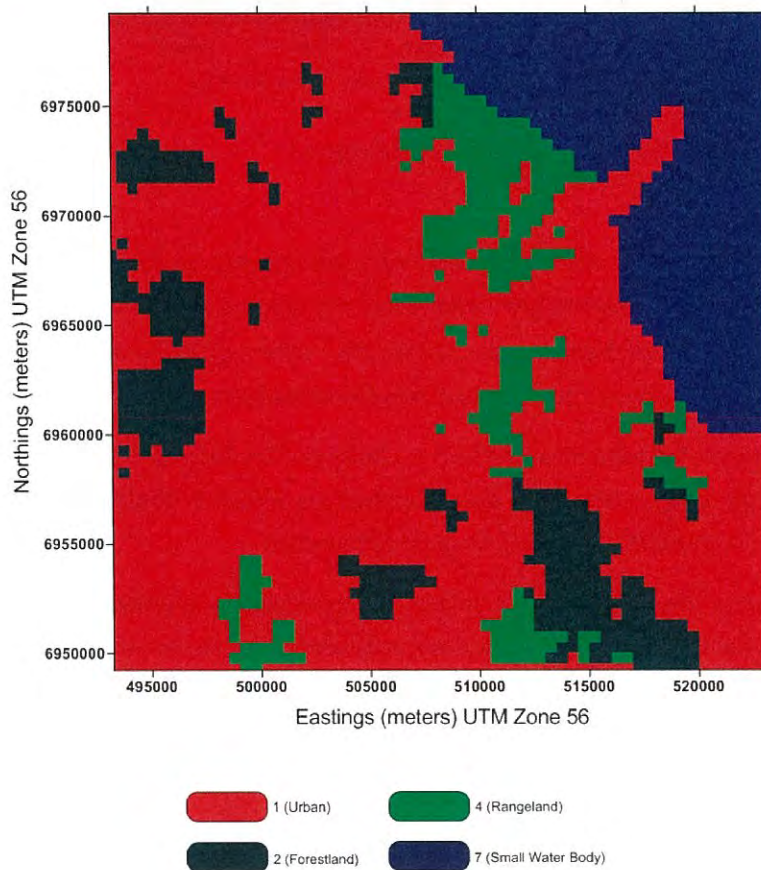 6975000
6970000
6965000
6960000
6955000
6950000
Northings (meters) UTM Zone 56
495000 500000 505000 510000 515000 520000
Eastings (meters) UTM Zone 56
1 (Urban) 4 (Rangeland)
2 (Forestland) 7 (Small Water Body)